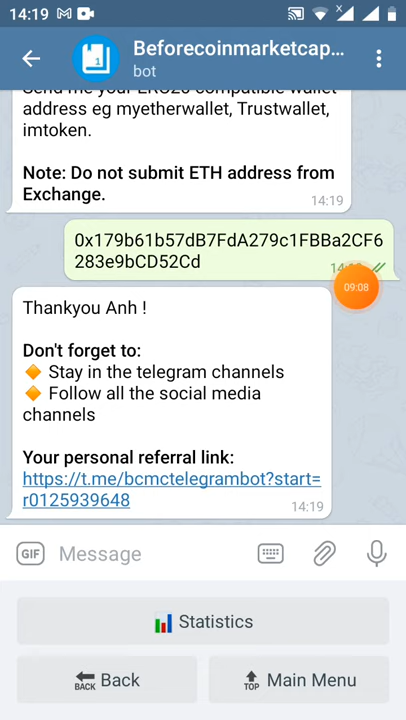 14:19
Beforecoinmarketcap...
bot
Send me your ERC20 compatible wallet
address eg myetherwallet, Trustwallet,
imtoken.
Note: Do not submit ETH address from
Exchange.
14:19
0x179b61b57dB7FdA279c1FBBa2CF6
283e9bCD52Cd
09:08
Thankyou Anh !
Don't forget to:
Stay in the telegram channels
Follow all the social media
channels
Your personal referral link:
https://t.me/bcmctelegrambot?start=
r0125939648
14:19
GIF Message
Statistics
BACK Back
TOP Main Menu